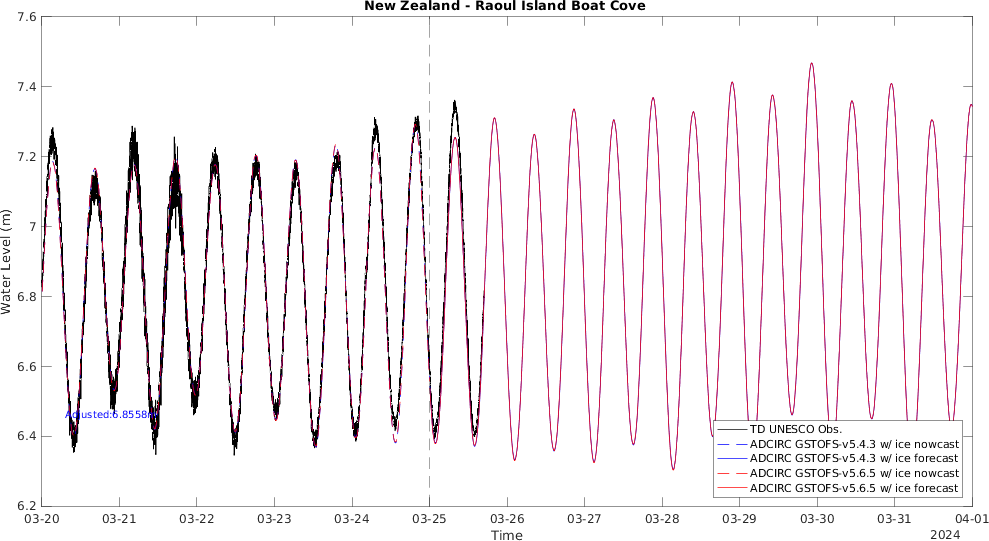 New Zealand - Raoul Island Boat Cove
Water Level (m)
7.6
7.4
7.2
7
6.8
6.6
6.4
6.2
Adjusted:6.8558
TD UNESCO Obs.
ADCIRC GSTOFS-v5.4.3 w/ ice nowcast
ADCIRC GSTOFS-v5.4.3 w/ ice forecast
ADCIRC GSTOFS-v5.6.5 w/ ice nowcast
ADCIRC GSTOFS-v5.6.5 w/ ice forecast
03-20 03-21 03-22 03-23 03-24 03-25 03-26 03-27 03-28 03-29 03-30 03-31 04-01
Time
2024